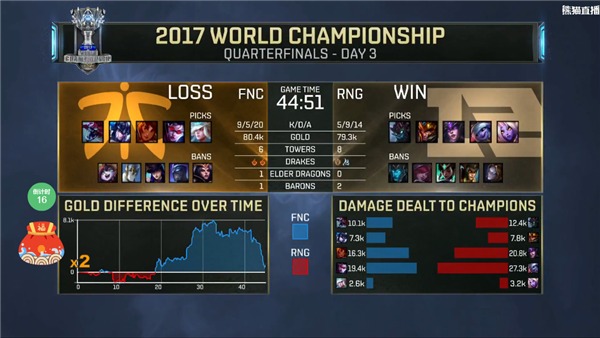 熊猫直播
2017 WORLD CHAMPIONSHIP
QUARTERFINALS - DAY 3
LOSS FNC GAME TIME RNG WIN
44:51
PICKS PICKS
9/5/20 K/D/A 5/9/14
80.4k GOLD 79.3k
6 TOWERS 8
BANS DRAKES BANS
1 ELDER DRAGONS 0
1 BARONS 2
倒计时
16
GOLD DIFFERENCE OVER TIME
FNC
RNG
DAMAGE DEALT TO CHAMPIONS
8.1k
x2
0
0 10 20 30 40
10.1k 12.4k
7.3k 7.8k
16.3k 20.8k
19.4k 27.3k
2.6k 3.2k